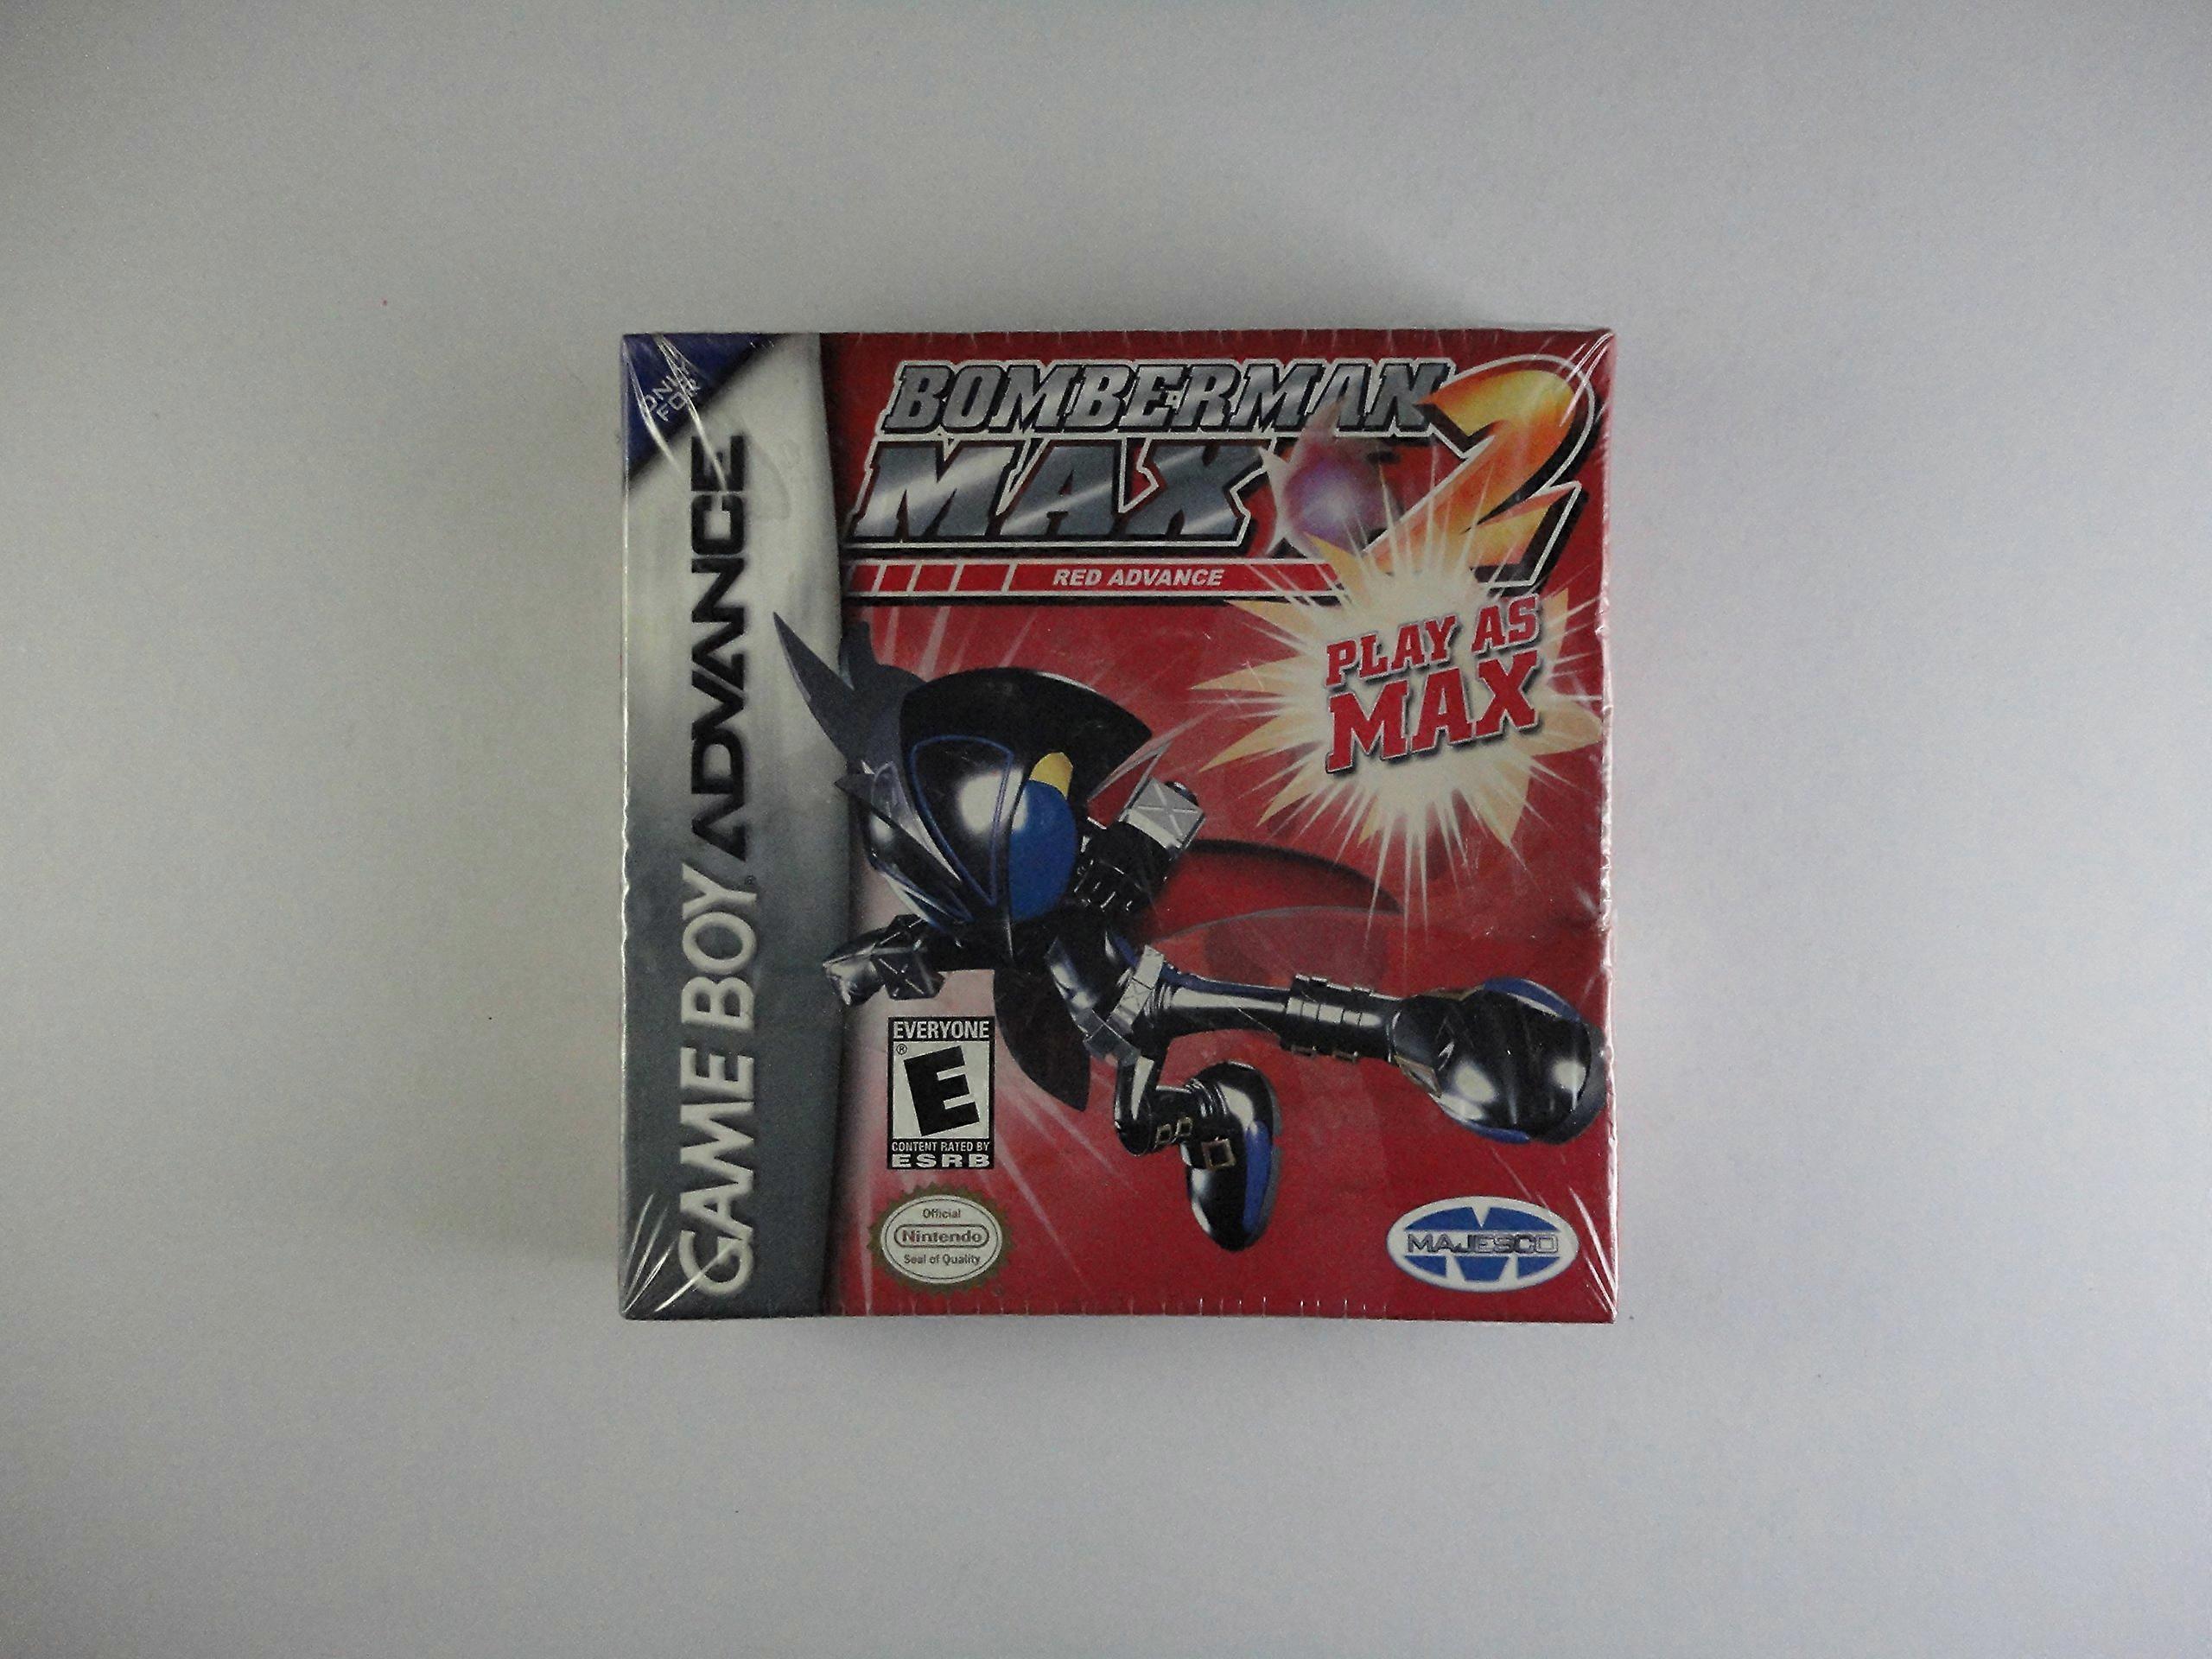 ONLY
FOR
GAME BOY ADVANCE
®
BOMBERMAN
MAX 2
RED ADVANCE
PLAY AS
MAX
EVERYONE
®
E
CONTENT RATED BY
ESRB
Official
Nintendo
Seal of Quality
MAJESCO